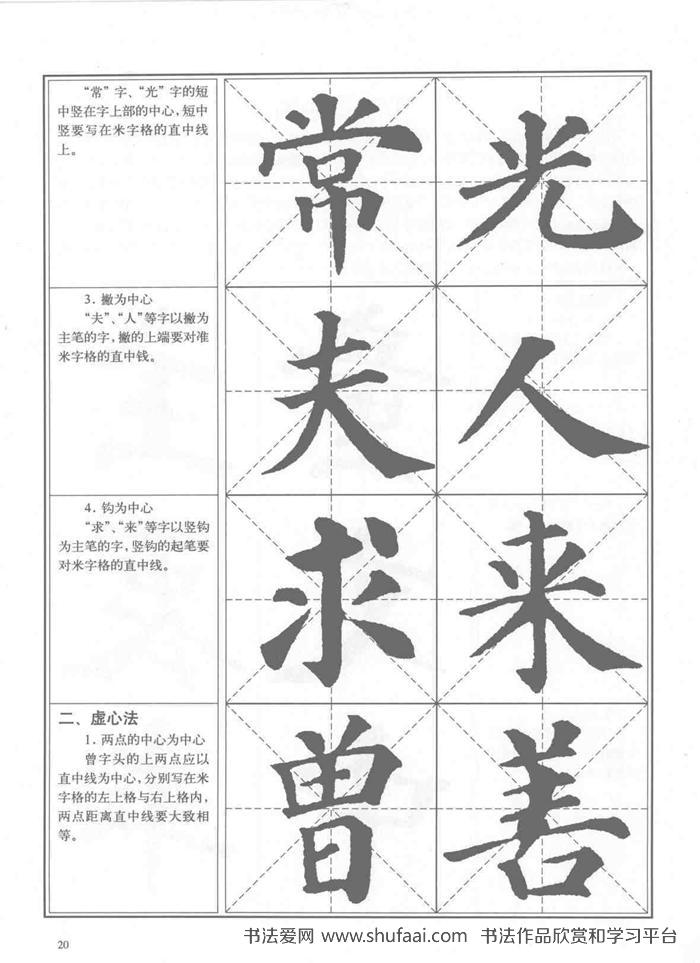 “常”字、“光”字的短
中竖在字上部的中心,短中
竖要写在米字格的直中线
上。
常 光
3. 撇为中心
“夫”、“人”等字以撇为
主笔的字,撇的上端要对准
米字格的直中钱。
夫 人
4. 钩为中心
“求”、“来”等字以竖钩
为主笔的字,竖钩的起笔要
对米字格的直中线。
求 来
二、虚心法
1. 两点的中心为中心
曾字头的上两点应以
直中线为中心,分别写在米
字格的左上格与右上格内,
两点距离直中线要大致相
等。
曾 善
20
书法爱网 www.shufaai.com 书法作品欣赏和学习平台